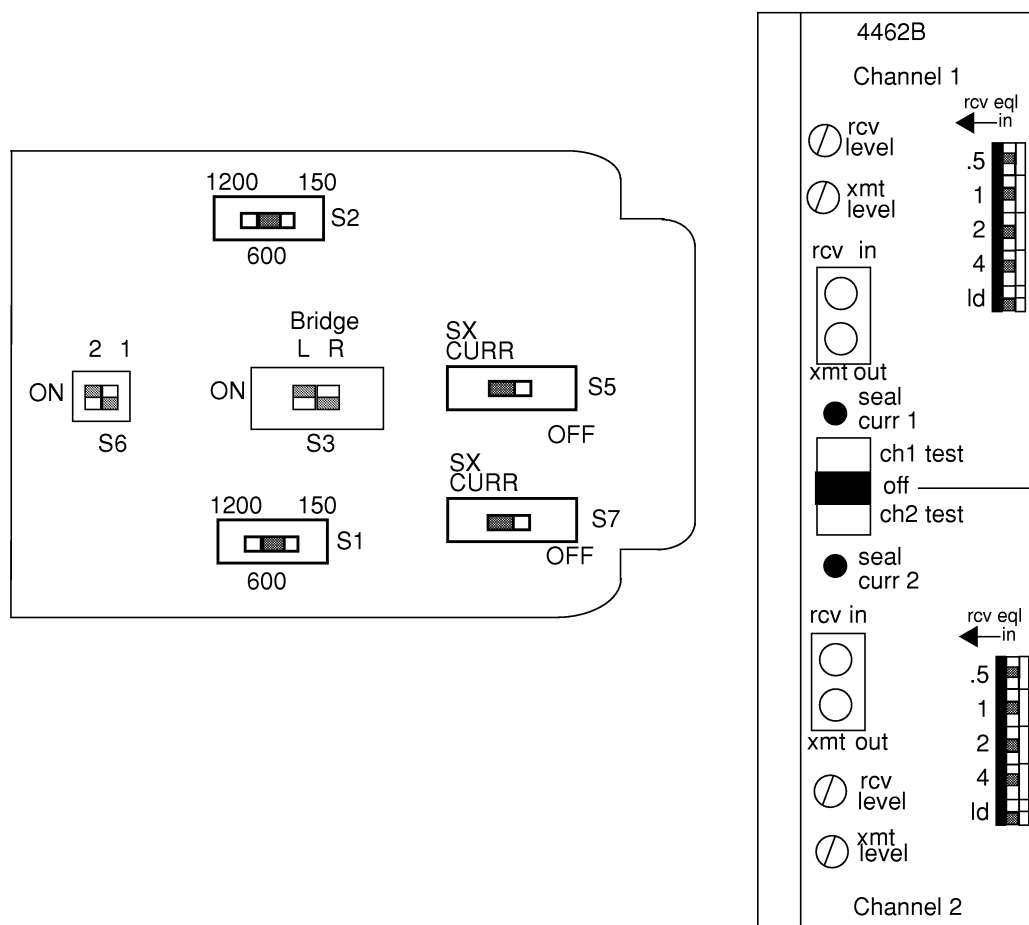 1200 150
S2
600
Bridge
2 1
L R
ON
S6
ON
S3
SX
CURR
S5
OFF
SX
CURR
S7
OFF
1200 150
S1
600
4462B
Channel 1
rcv eql
in
rcv
level
xmt
level
.5
1
2
4
ld
rcv in
xmt out
seal
curr 1
ch1 test
off
ch2 test
seal
curr 2
rcv in
xmt out
rcv eql
in
.5
1
2
4
ld
rcv
level
xmt
level
Channel 2